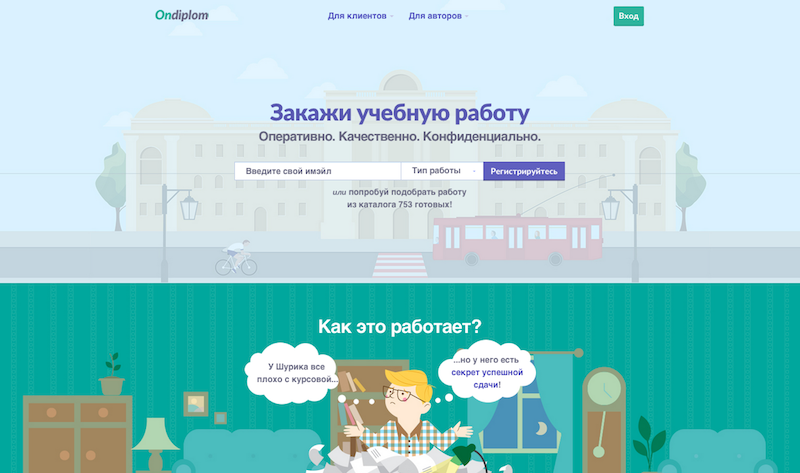 Ondiplom
Для клиентов
Для авторов
Вход
Закажи учебную работу
Оперативно. Качественно. Конфиденциально.
Введите свой имэйл
Тип работы
Регистрируйтесь
или попробуй подобрать работу
из каталога 753 готовых!
Как это работает?
У Шурика все
плохо с курсовой...
...но у него есть
секрет успешной
сдачи!